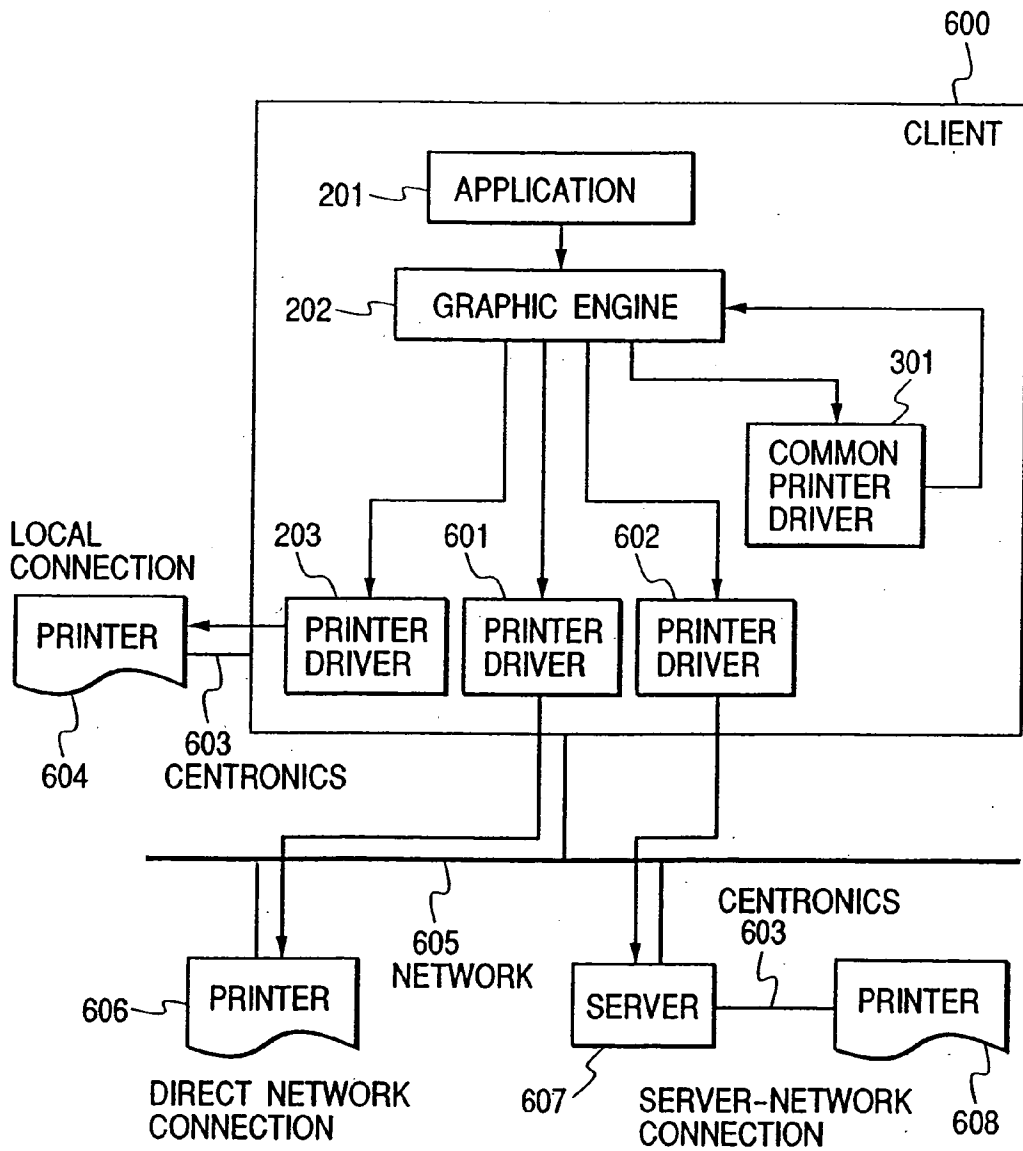 600
CLIENT
201
APPLICATION
202
GRAPHIC ENGINE
301
COMMON
PRINTER
DRIVER
LOCAL
CONNECTION
203
601
602
PRINTER
PRINTER
DRIVER
PRINTER
DRIVER
PRINTER
DRIVER
603
CENTRONICS
604
605
NETWORK
CENTRONICS
603
606
PRINTER
SERVER
PRINTER
DIRECT NETWORK
CONNECTION
607
SERVER-NETWORK
CONNECTION
608